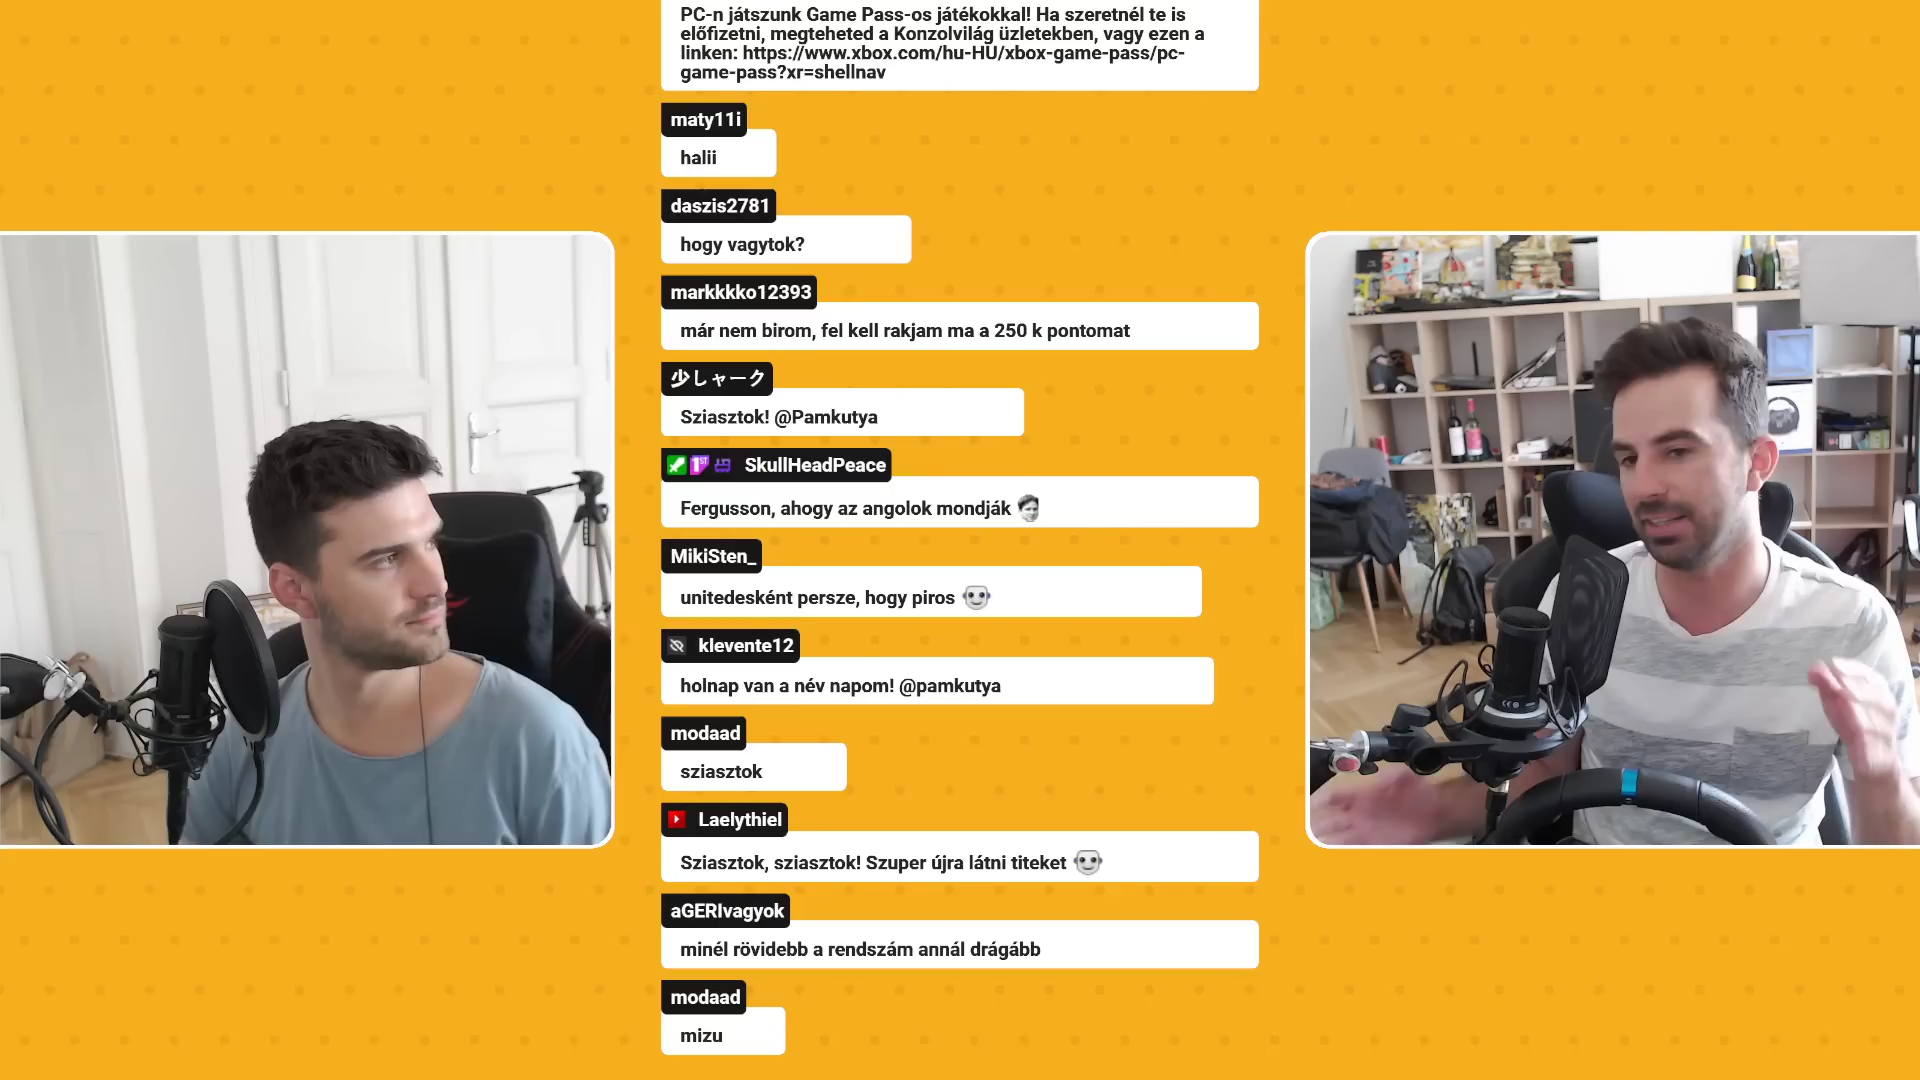 PC-n játszunk Game Pass-os játékokkal! Ha szeretnél te is
előfizetni, megteheted a Konzolvilág üzletekben, vagy ezen a
linken: https://www.xbox.com/hu-HU/xbox-game-pass/pc-
game-pass?xr=shellnav
maty11i
halii
daszis2781
hogy vagytok?
markkkko12393
már nem birom, fel kell rakjam ma a 250 k pontomat
少しャーク
Sziasztok! @Pamkutya
1ST SkullHeadPeace
Fergusson, ahogy az angolok mondják
MikiSten_
unitedesként persze, hogy piros
klevente12
holnap van a név napom! @pamkutya
modaad
sziasztok
Laelythiel
Sziasztok, sziasztok! Szuper újra látni titeket
aGERIvagyok
minél rövidebb a rendszám annál drágább
modaad
mizu